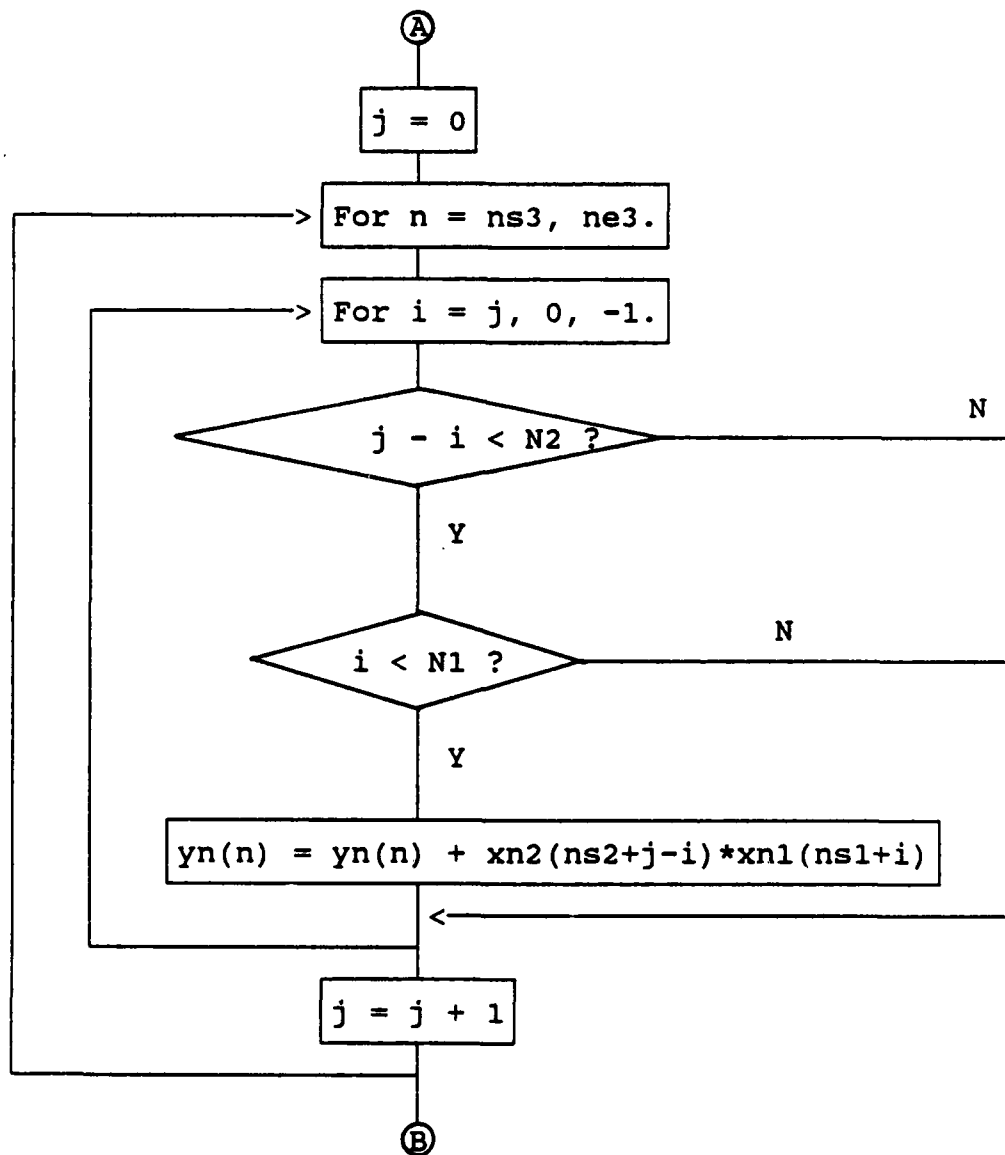 A
j = 0
For n = ns3, ne3.
For i = j, 0, -1.
N
j - i < N2 ?
Y
N
i < N1 ?
Y
yn(n) = yn(n) + xn2(ns2+j-i)*xn1(ns1+i)
j = j + 1
B